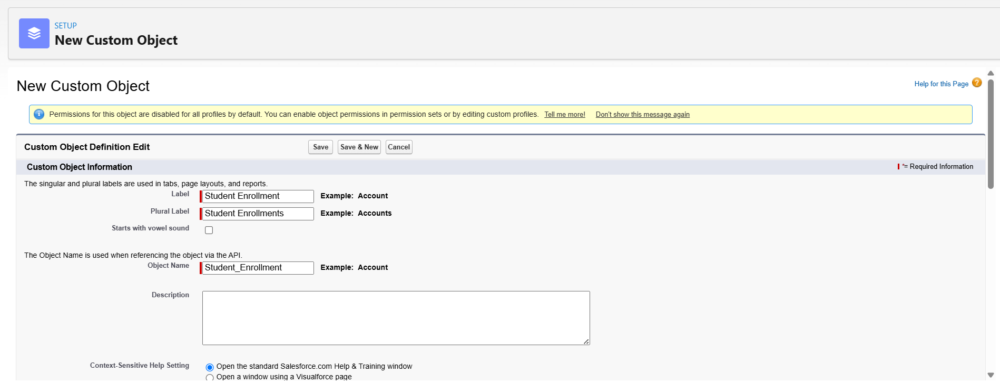 SETUP
New Custom Object
New Custom Object
Help for this Page ?
i Permissions for this object are disabled for all profiles by default. You can enable object permissions in permission sets or by editing custom profiles. Tell me more! Don't show this message again
Custom Object Definition Edit Save Save & New Cancel
Custom Object Information *= Required Information
The singular and plural labels are used in tabs, page layouts, and reports.
Label Student Enrollment Example: Account
Plural Label Student Enrollments Example: Accounts
Starts with vowel sound
The Object Name is used when referencing the object via the API.
Object Name Student_Enrollment Example: Account
Description
Context-Sensitive Help Setting Open the standard Salesforce.com Help & Training window
Open a window using a Visualforce page